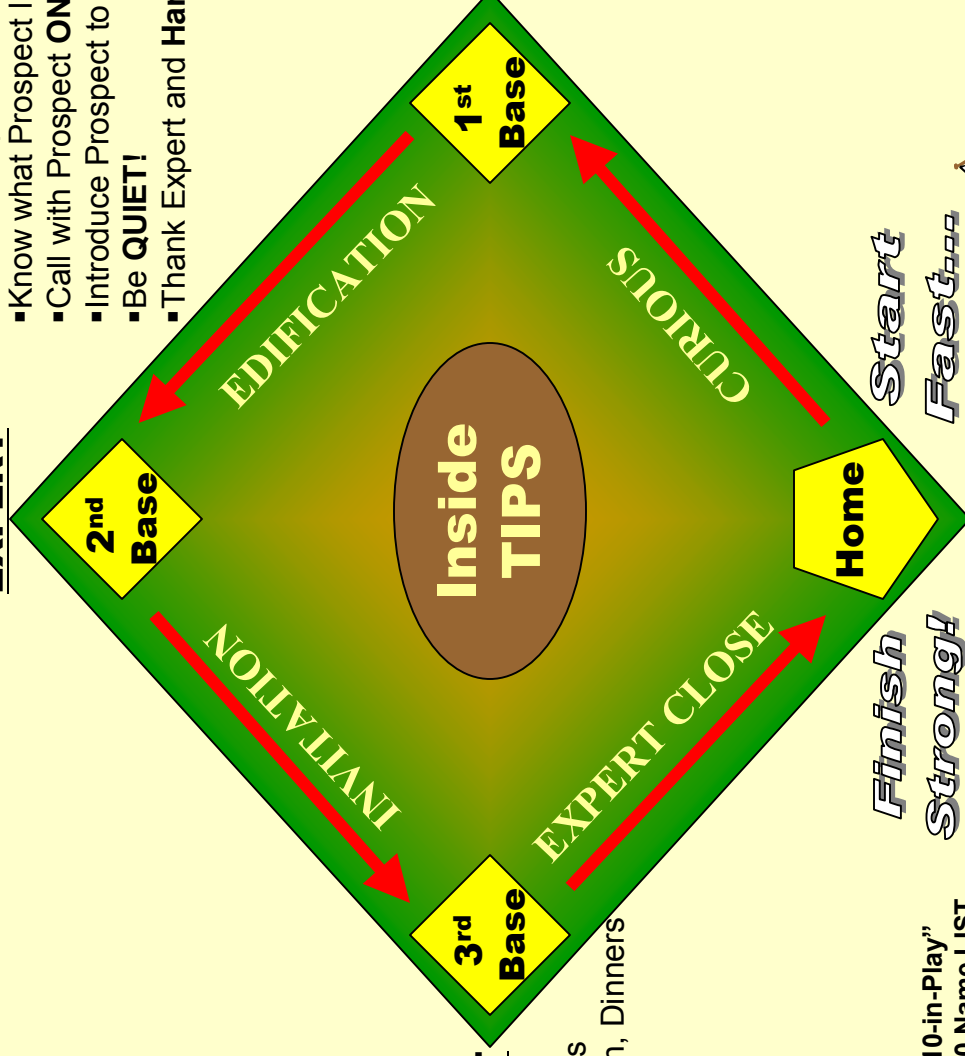 ▪Know what Prospect
▪Call with Prospect ON
▪Introduce Prospect to
▪Be QUIET!
▪Thank Expert and Har
2nd
Base
EDIFICATION
INVITATION
1st
Base
Inside
TIPS
3rd
Base
s
n, Dinners
CURIOUS
EXPERT CLOSE
Home
Start
Fast....
Finish
Strong!
10-in-Play”
0 Name LIST